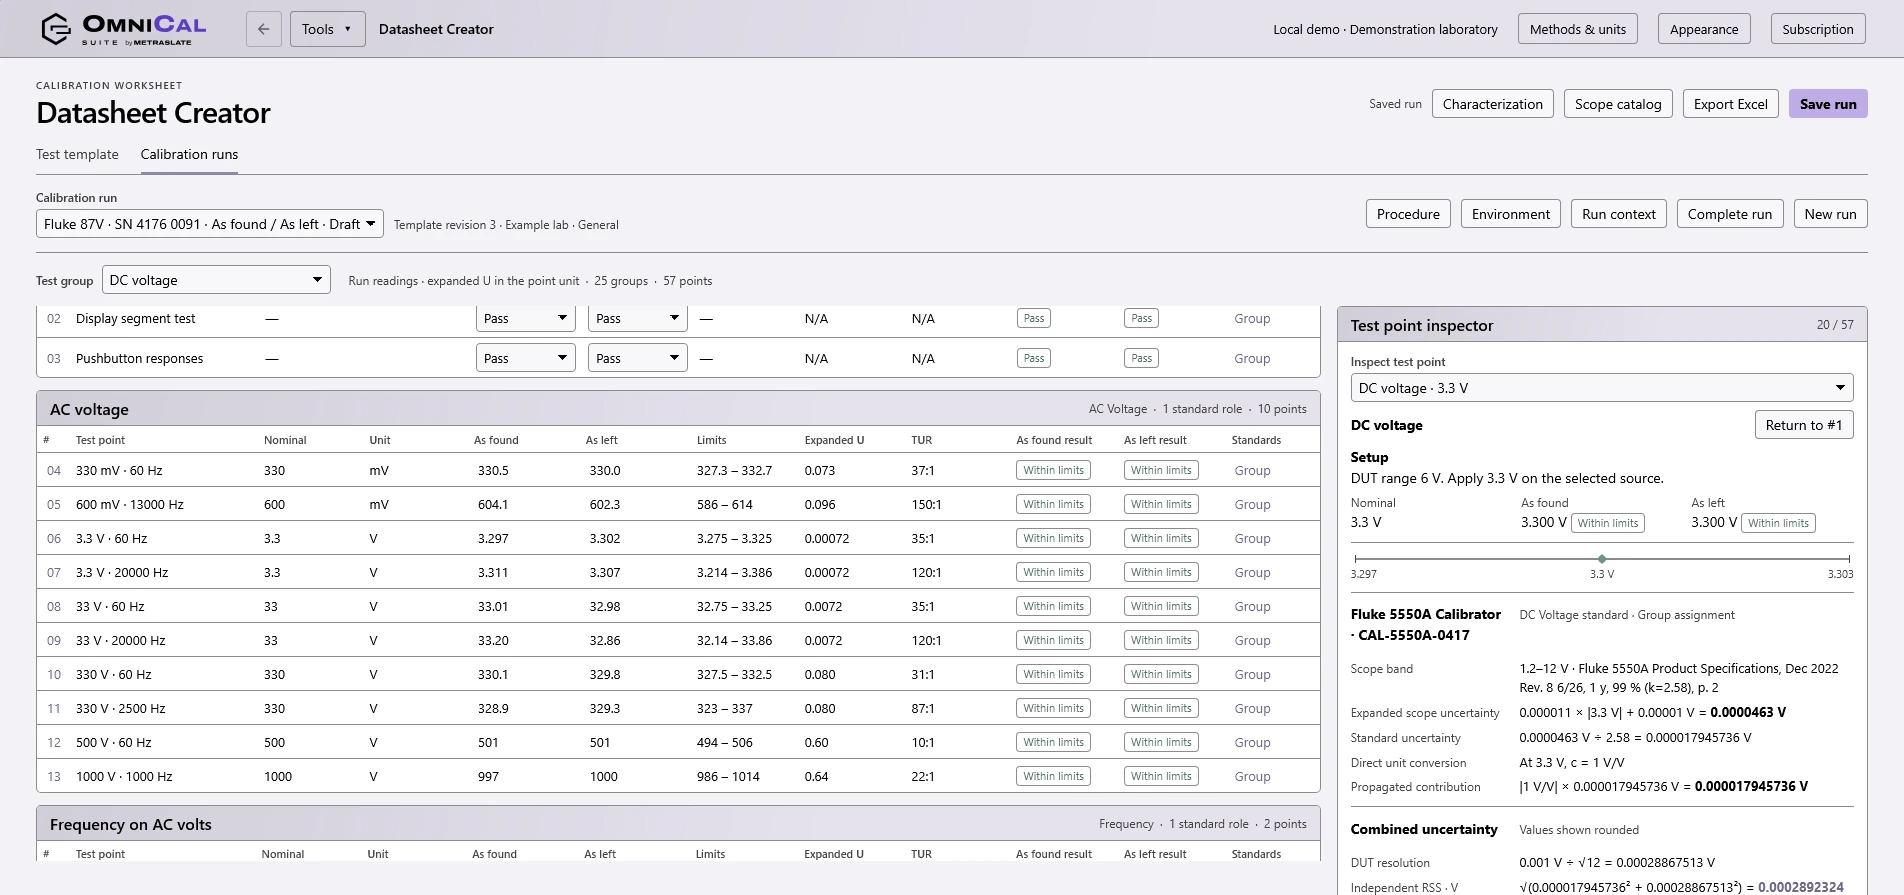 OMNICAL
SUITE by METRASLATE
← Tools ▾ Datasheet Creator
Local demo · Demonstration laboratory Methods & units Appearance Subscription
CALIBRATION WORKSHEET
Datasheet Creator
Saved run Characterization Scope catalog Export Excel Save run
Test template Calibration runs
Calibration run
Fluke 87V · SN 4176 0091 · As found / As left · Draft Template revision 3 · Example lab · General
Procedure Environment Run context Complete run New run
Test group DC voltage Run readings · expanded U in the point unit · 25 groups · 57 points
02 Display segment test — Pass Pass — N/A N/A Pass Pass Group
03 Pushbutton responses — Pass Pass — N/A N/A Pass Pass Group
AC voltage AC Voltage · 1 standard role · 10 points
# Test point Nominal Unit As found As left Limits Expanded U TUR As found result As left result Standards
04 330 mV · 60 Hz 330 mV 330.5 330.0 327.3 – 332.7 0.073 37:1 Within limits Within limits Group
05 600 mV · 13000 Hz 600 mV 604.1 602.3 586 – 614 0.096 150:1 Within limits Within limits Group
06 3.3 V · 60 Hz 3.3 V 3.297 3.302 3.275 – 3.325 0.00072 35:1 Within limits Within limits Group
07 3.3 V · 20000 Hz 3.3 V 3.311 3.307 3.214 – 3.386 0.00072 120:1 Within limits Within limits Group
08 33 V · 60 Hz 33 V 33.01 32.98 32.75 – 33.25 0.0072 35:1 Within limits Within limits Group
09 33 V · 20000 Hz 33 V 33.20 32.86 32.14 – 33.86 0.0072 120:1 Within limits Within limits Group
10 330 V · 60 Hz 330 V 330.1 329.8 327.5 – 332.5 0.080 31:1 Within limits Within limits Group
11 330 V · 2500 Hz 330 V 328.9 329.3 323 – 337 0.080 87:1 Within limits Within limits Group
12 500 V · 60 Hz 500 V 501 501 494 – 506 0.60 10:1 Within limits Within limits Group
13 1000 V · 1000 Hz 1000 V 997 1000 986 – 1014 0.64 22:1 Within limits Within limits Group
Frequency on AC volts Frequency · 1 standard role · 2 points
# Test point Nominal Unit As found As left Limits Expanded U TUR As found result As left result Standards
Test point inspector 20 / 57
Inspect test point
DC voltage · 3.3 V
DC voltage Return to #1
Setup
DUT range 6 V. Apply 3.3 V on the selected source.
Nominal As found As left
3.3 V 3.300 V Within limits 3.300 V Within limits
3.297 3.3 V 3.303
Fluke 5550A Calibrator DC Voltage standard · Group assignment
· CAL-5550A-0417
Scope band 1.2–12 V · Fluke 5550A Product Specifications, Dec 2022
Rev. 8 6/26, 1 y, 99 % (k=2.58), p. 2
Expanded scope uncertainty 0.000011 × |3.3 V| + 0.00001 V = 0.0000463 V
Standard uncertainty 0.0000463 V ÷ 2.58 = 0.000017945736 V
Direct unit conversion At 3.3 V, c = 1 V/V
Propagated contribution |1 V/V| × 0.000017945736 V = 0.000017945736 V
Combined uncertainty Values shown rounded
DUT resolution 0.001 V ÷ √12 = 0.00028867513 V
Independent RSS · V √(0.000017945736² + 0.00028867513²) = 0.0002892324